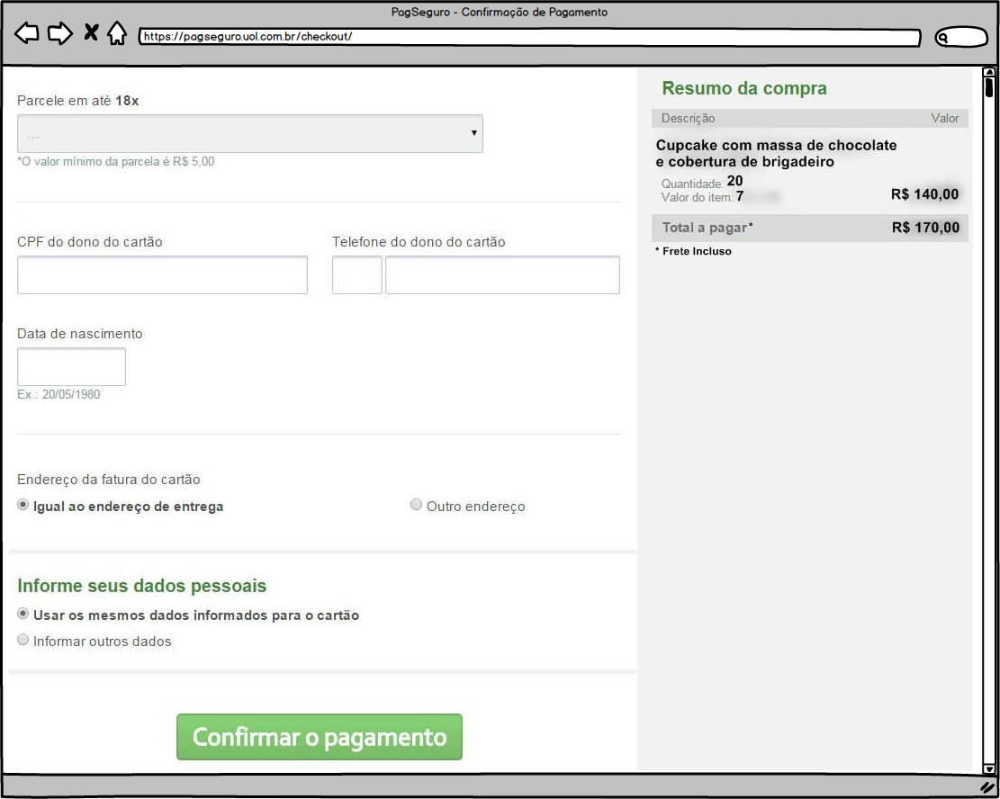 PagSeguro - Confirmação de Pagamento
https://pagseguro.uol.com.br/checkout/
Parcele em até 18x
...
*O valor mínimo da parcela é R$ 5,00
CPF do dono do cartão
Telefone do dono do cartão
Data de nascimento
Ex.: 20/05/1980
Endereço da fatura do cartão
Igual ao endereço de entrega
Outro endereço
Informe seus dados pessoais
Usar os mesmos dados informados para o cartão
Informar outros dados
Confirmar o pagamento
Resumo da compra
Descrição Valor
Cupcake com massa de chocolate
e cobertura de brigadeiro
Quantidade: 20
Valor do item: 7
R$ 140,00
Total a pagar* R$ 170,00
* Frete Incluso